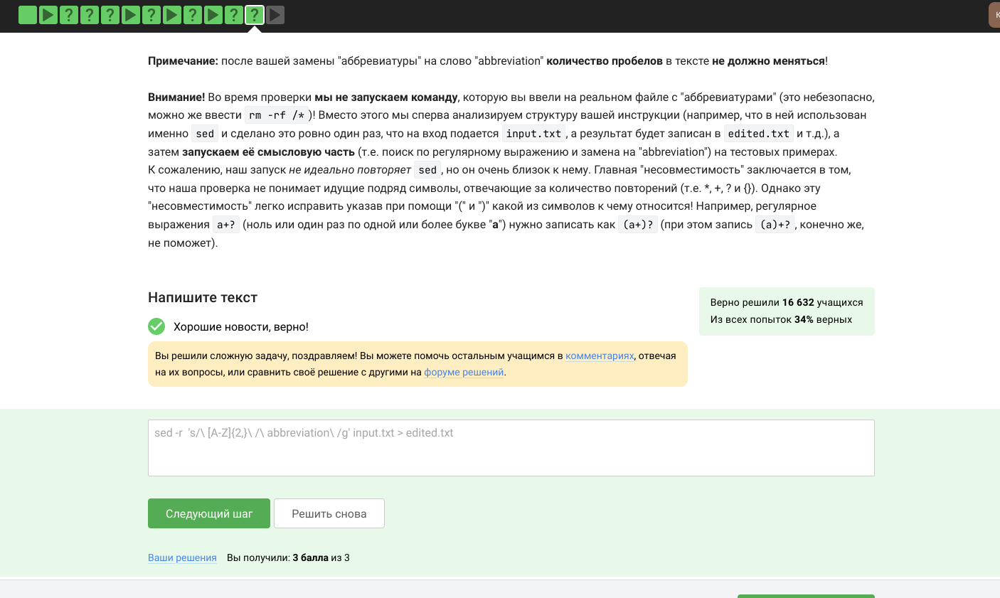 ? ? ? ? ? ? ?
К
Примечание: после вашей замены "аббревиатуры" на слово "abbreviation" количество пробелов в тексте не должно меняться!
Внимание! Во время проверки мы не запускаем команду, которую вы ввели на реальном файле с "аббревиатурами" (это небезопасно,
можно же ввести rm -rf /* )! Вместо этого мы сперва анализируем структуру вашей инструкции (например, что в ней использован
именно sed и сделано это ровно один раз, что на вход подается input.txt , а результат будет записан в edited.txt и т.д.), а
затем запускаем её смысловую часть (т.е. поиск по регулярному выражению и замена на "abbreviation") на тестовых примерах.
К сожалению, наш запуск не идеально повторяет sed , но он очень близок к нему. Главная "несовместимость" заключается в том,
что наша проверка не понимает идущие подряд символы, отвечающие за количество повторений (т.е. *, +, ? и {}). Однако эту
"несовместимость" легко исправить указав при помощи "(" и ")" какой из символов к чему относится! Например, регулярное
выражения a+? (ноль или один раз по одной или более букве "a") нужно записать как (a+)? (при этом запись (a)+? , конечно же,
не поможет).
Напишите текст
Верно решили 16 632 учащихся
Из всех попыток 34% верных
Хорошие новости, верно!
Вы решили сложную задачу, поздравляем! Вы можете помочь остальным учащимся в комментариях, отвечая
на их вопросы, или сравнить своё решение с другими на форуме решений.
sed -r  's/\ [A-Z]{2,}\ /\ abbreviation\ /g' input.txt > edited.txt
Следующий шаг
Решить снова
Ваши решения
Вы получили: 3 балла из 3